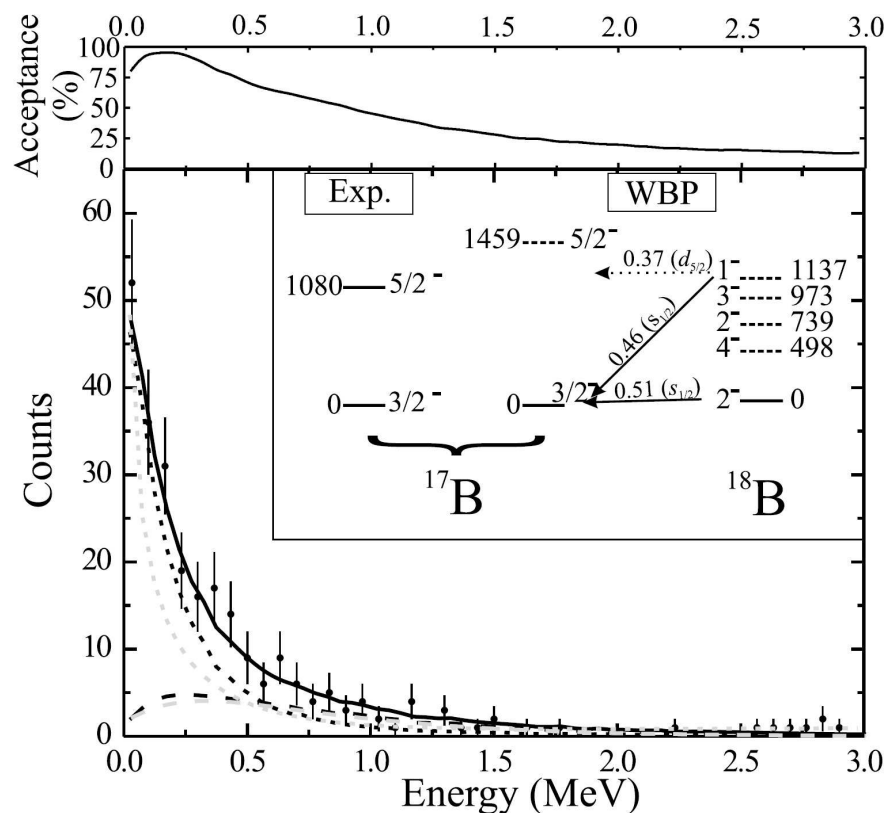 0.0 0.5 1.0 1.5 2.0 2.5 3.0
Acceptance
(%)
100
75
50
25
0
Counts
60
50
40
30
20
10
0
Exp. WBP
1459 5/2⁻
1080 5/2⁻
0.37 (d5/2)
1⁻ 1137
3⁻ 973
2⁻ 739
4⁻ 498
0.46 (s1/2)
0 3/2⁻
0 3/2⁻
0.51 (s1/2)
2⁻ 0
¹⁷B
¹⁸B
0.0 0.5 1.0 1.5 2.0 2.5 3.0
Energy (MeV)